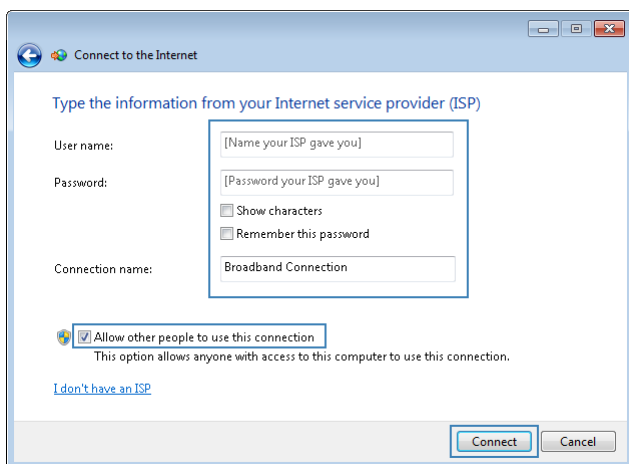 Connect to the Internet
Type the information from your Internet service provider (ISP)
User name: [Name your ISP gave you]
Password: [Password your ISP gave you]
Show characters
Remember this password
Connection name: Broadband Connection
Allow other people to use this connection
This option allows anyone with access to this computer to use this connection.
I don't have an ISP
Connect Cancel